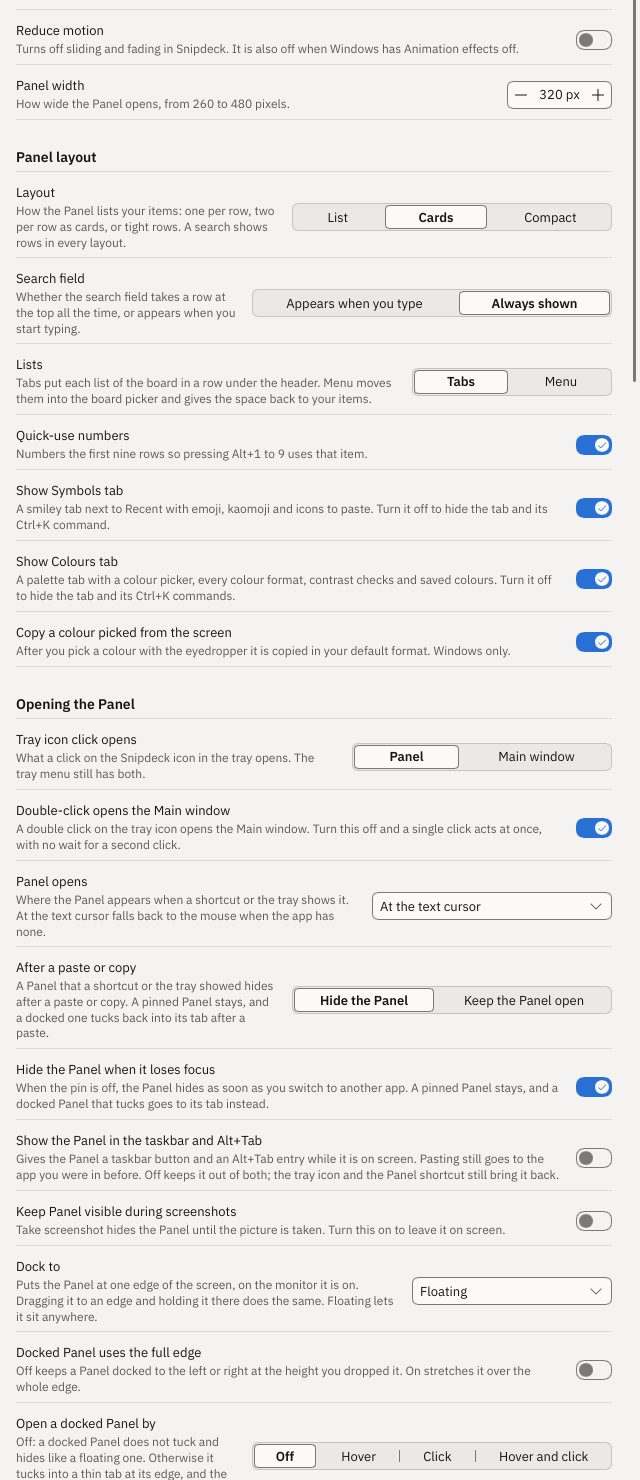 Reduce motion
Turns off sliding and fading in Snipdeck. It is also off when Windows has Animation effects off.
Panel width
How wide the Panel opens, from 260 to 480 pixels.
320 px
Panel layout
Layout
How the Panel lists your items: one per row, two
per row as cards, or tight rows. A search shows
rows in every layout.
List Cards Compact
Search field
Whether the search field takes a row at
the top all the time, or appears when you
start typing.
Appears when you type Always shown
Lists
Tabs put each list of the board in a row under the header. Menu moves
them into the board picker and gives the space back to your items.
Tabs Menu
Quick-use numbers
Numbers the first nine rows so pressing Alt+1 to 9 uses that item.
Show Symbols tab
A smiley tab next to Recent with emoji, kaomoji and icons to paste. Turn it off to hide the tab and its
Ctrl+K command.
Show Colours tab
A palette tab with a colour picker, every colour format, contrast checks and saved colours. Turn it off
to hide the tab and its Ctrl+K commands.
Copy a colour picked from the screen
After you pick a colour with the eyedropper it is copied in your default format. Windows only.
Opening the Panel
Tray icon click opens
What a click on the Snipdeck icon in the tray opens. The
tray menu still has both.
Panel Main window
Double-click opens the Main window
A double click on the tray icon opens the Main window. Turn this off and a single click acts at once,
with no wait for a second click.
Panel opens
Where the Panel appears when a shortcut or the tray shows it.
At the text cursor falls back to the mouse when the app has
none.
At the text cursor
After a paste or copy
A Panel that a shortcut or the tray showed hides
after a paste or copy. A pinned Panel stays, and
a docked one tucks back into its tab after a
paste.
Hide the Panel Keep the Panel open
Hide the Panel when it loses focus
When the pin is off, the Panel hides as soon as you switch to another app. A pinned Panel stays, and a
docked Panel that tucks goes to its tab instead.
Show the Panel in the taskbar and Alt+Tab
Gives the Panel a taskbar button and an Alt+Tab entry while it is on screen. Pasting still goes to the
app you were in before. Off keeps it out of both; the tray icon and the Panel shortcut still bring it back.
Keep Panel visible during screenshots
Take screenshot hides the Panel until the picture is taken. Turn this on to leave it on screen.
Dock to
Puts the Panel at one edge of the screen, on the monitor it is on.
Dragging it to an edge and holding it there does the same. Floating lets
it sit anywhere.
Floating
Docked Panel uses the full edge
Off keeps a Panel docked to the left or right at the height you dropped it. On stretches it over the
whole edge.
Open a docked Panel by
Off: a docked Panel does not tuck and
hides like a floating one. Otherwise it
tucks into a thin tab at its edge, and the
Off Hover Click Hover and click